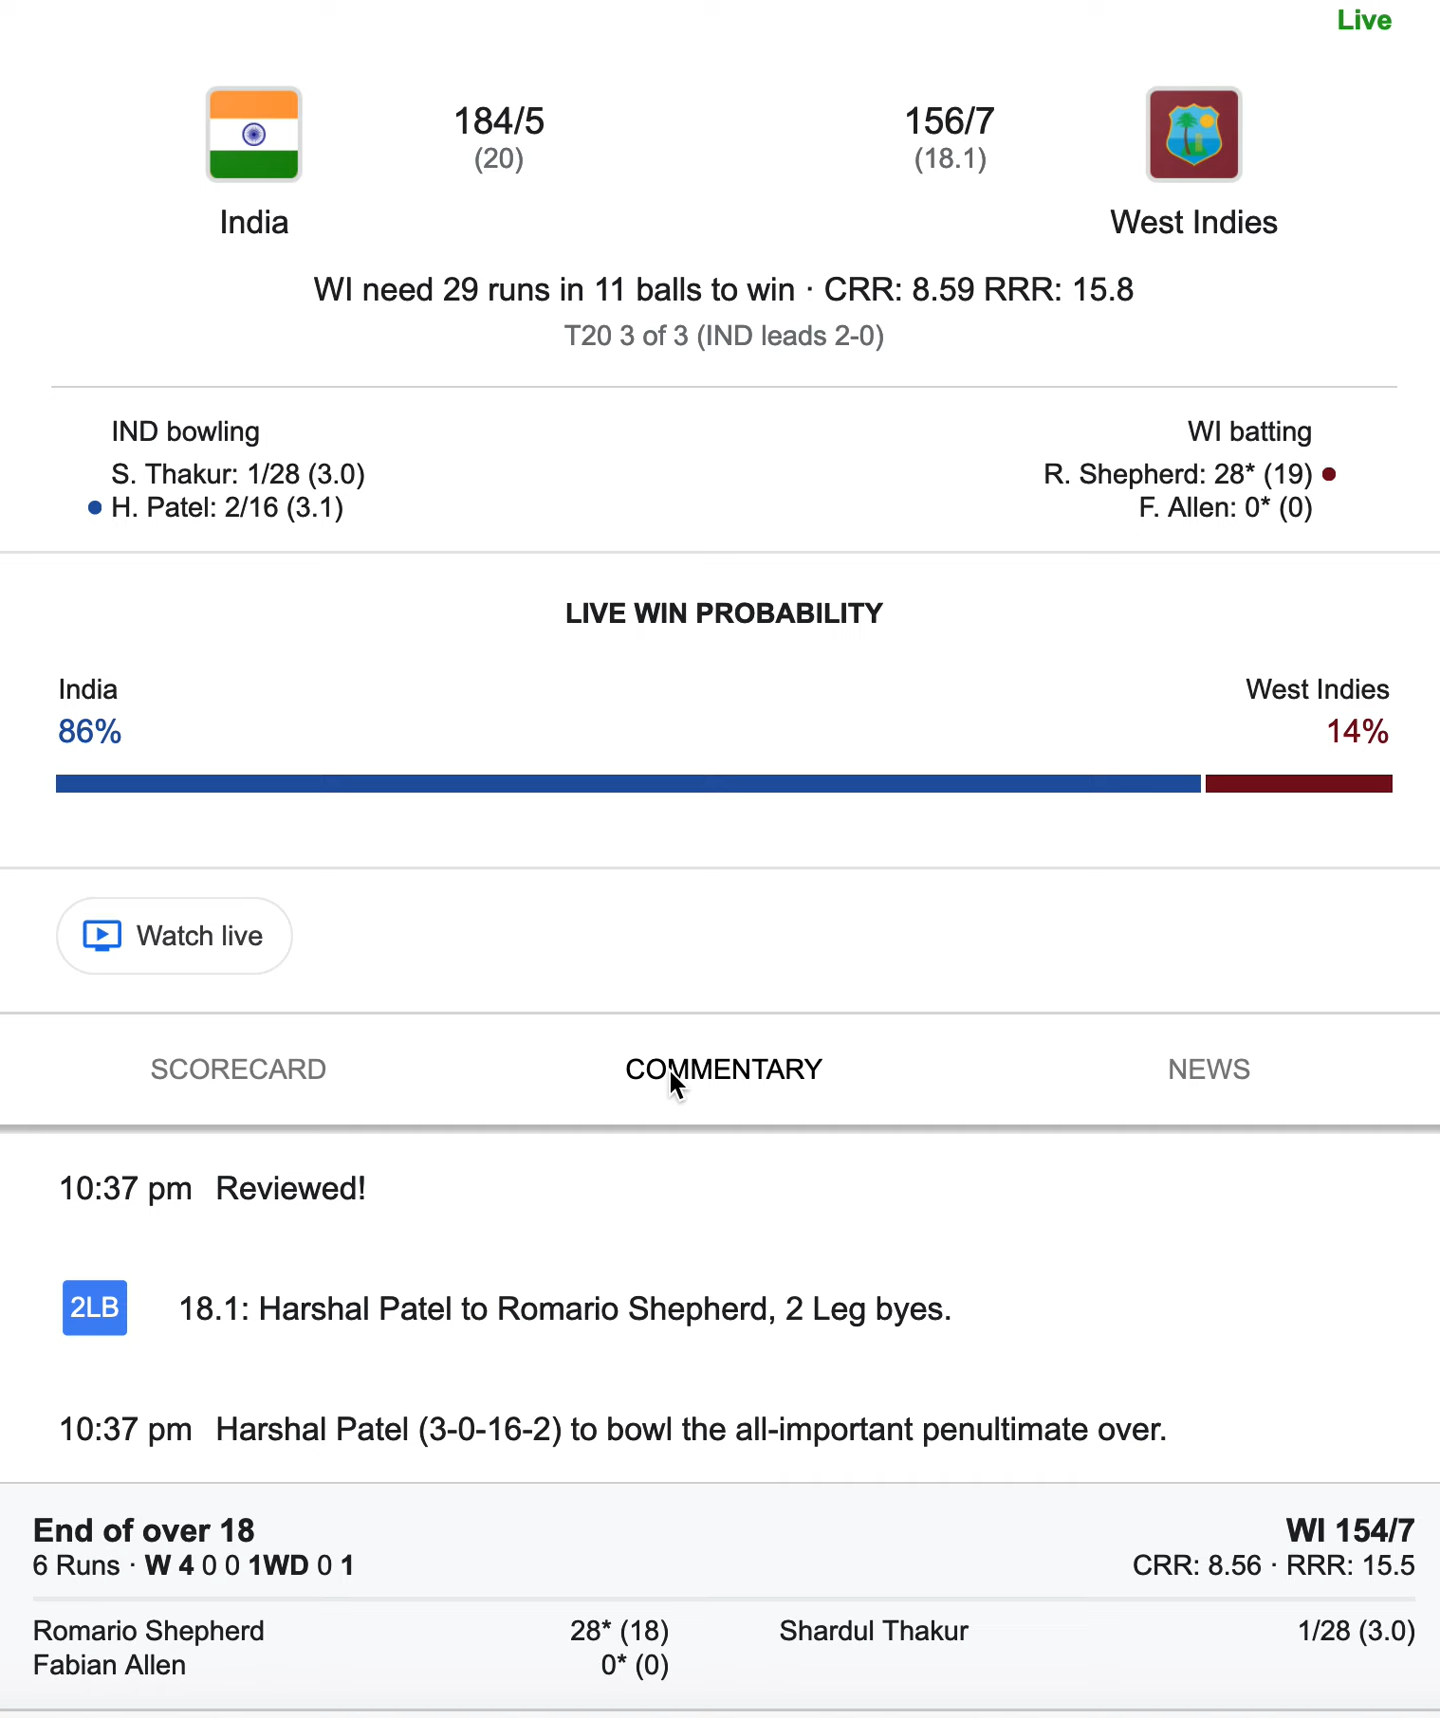 Live
184/5
(20)
156/7
(18.1)
India
West Indies
WI need 29 runs in 11 balls to win · CRR: 8.59 RRR: 15.8
T20 3 of 3 (IND leads 2-0)
IND bowling
S. Thakur: 1/28 (3.0)
H. Patel: 2/16 (3.1)
WI batting
R. Shepherd: 28* (19)
F. Allen: 0* (0)
LIVE WIN PROBABILITY
India
86%
West Indies
14%
Watch live
SCORECARD
COMMENTARY
NEWS
10:37 pm Reviewed!
2LB 18.1: Harshal Patel to Romario Shepherd, 2 Leg byes.
10:37 pm Harshal Patel (3-0-16-2) to bowl the all-important penultimate over.
End of over 18
WI 154/7
6 Runs · W 4 0 0 1WD 0 1
CRR: 8.56 · RRR: 15.5
Romario Shepherd 28* (18)
Fabian Allen 0* (0)
Shardul Thakur 1/28 (3.0)